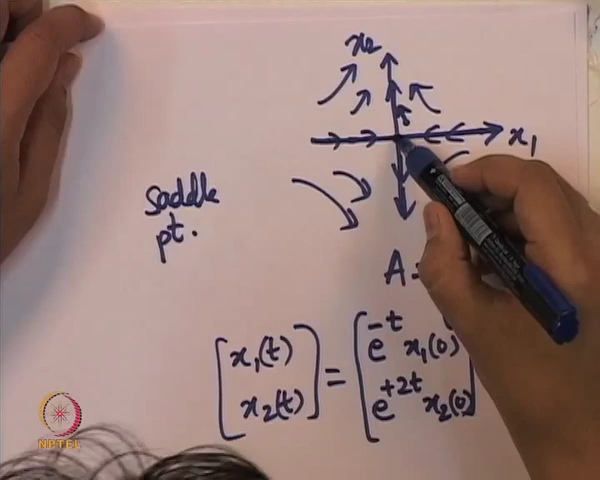 x₂
x₁
Saddle
pt.
A =
[x₁(t)] = [e^{-t} x₁(0)]
[x₂(t)] [e^{+2t} x₂(0)]
NPTEL